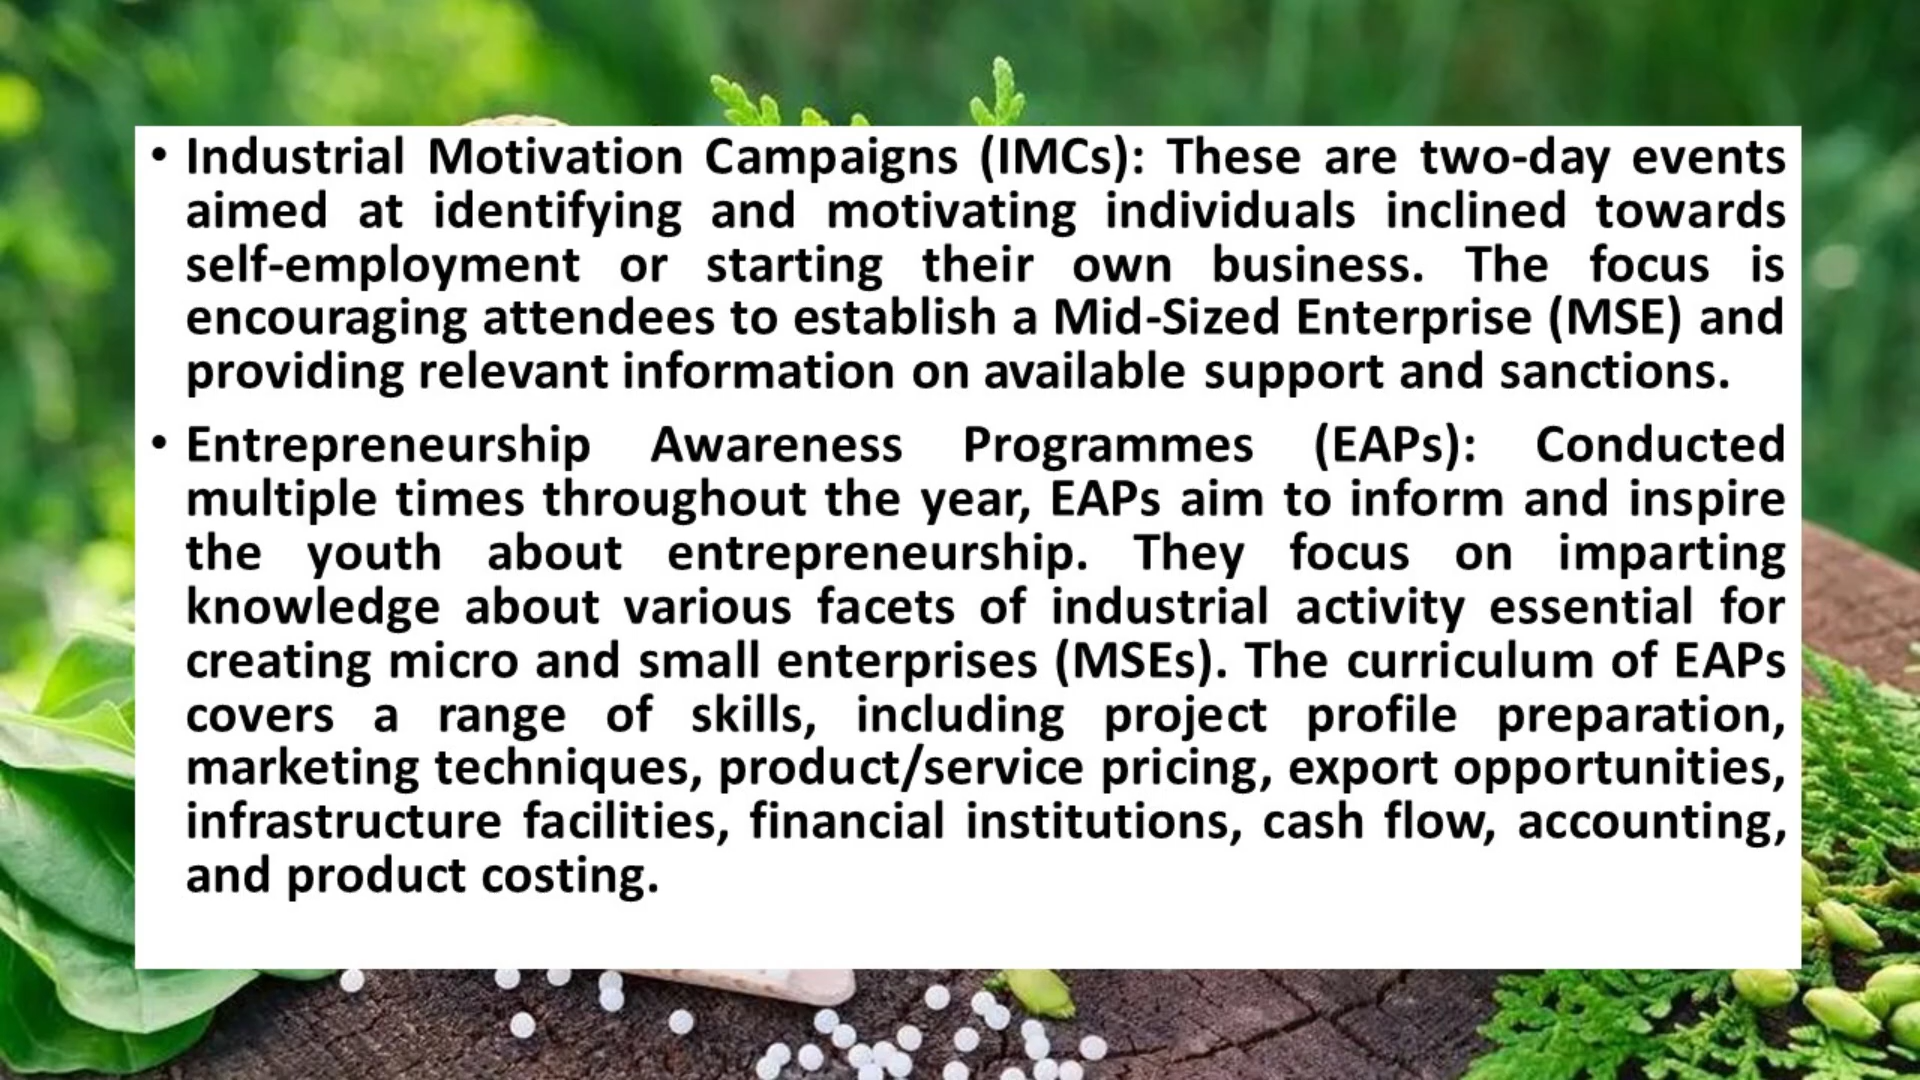 • Industrial Motivation Campaigns (IMCs): These are two-day events
aimed at identifying and motivating individuals inclined towards
self-employment or starting their own business. The focus is
encouraging attendees to establish a Mid-Sized Enterprise (MSE) and
providing relevant information on available support and sanctions.
• Entrepreneurship Awareness Programmes (EAPs): Conducted
multiple times throughout the year, EAPs aim to inform and inspire
the youth about entrepreneurship. They focus on imparting
knowledge about various facets of industrial activity essential for
creating micro and small enterprises (MSEs). The curriculum of EAPs
covers a range of skills, including project profile preparation,
marketing techniques, product/service pricing, export opportunities,
infrastructure facilities, financial institutions, cash flow, accounting,
and product costing.